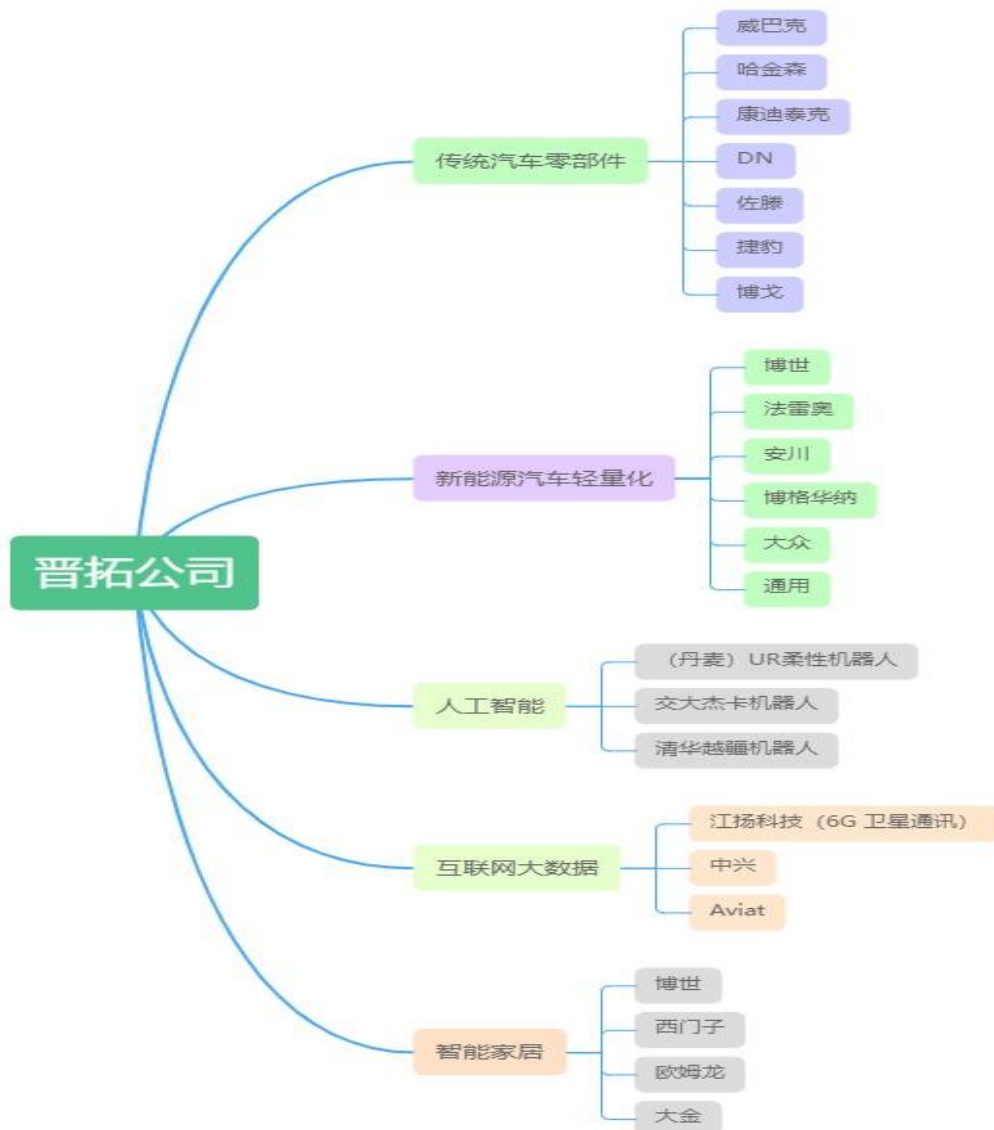 晋拓公司
传统汽车零部件
威巴克
哈金森
康迪泰克
DN
佐滕
捷豹
博戈
新能源汽车轻量化
博世
法雷奥
安川
博格华纳
大众
通用
人工智能
（丹麦）UR柔性机器人
交大杰卡机器人
清华越疆机器人
互联网大数据
江扬科技（6G 卫星通讯）
中兴
Aviat
智能家居
博世
西门子
欧姆龙
大金